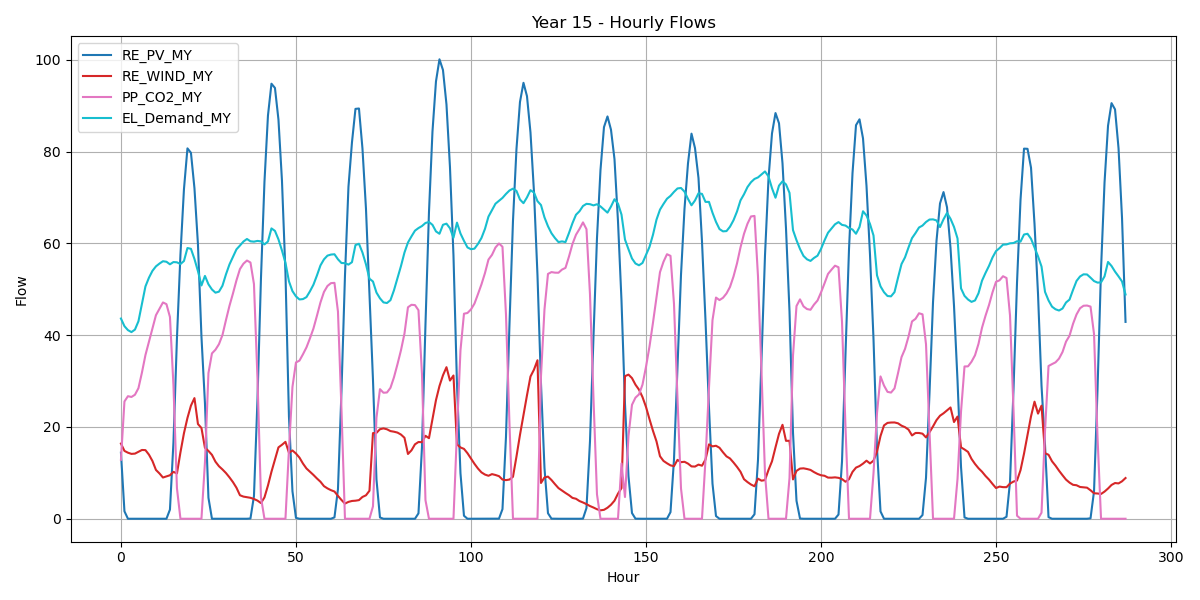 Year 15 - Hourly Flows
RE_PV_MY
RE_WIND_MY
PP_CO2_MY
EL_Demand_MY
100
80
60
40
20
0
Flow
0 50 100 150 200 250 300
Hour